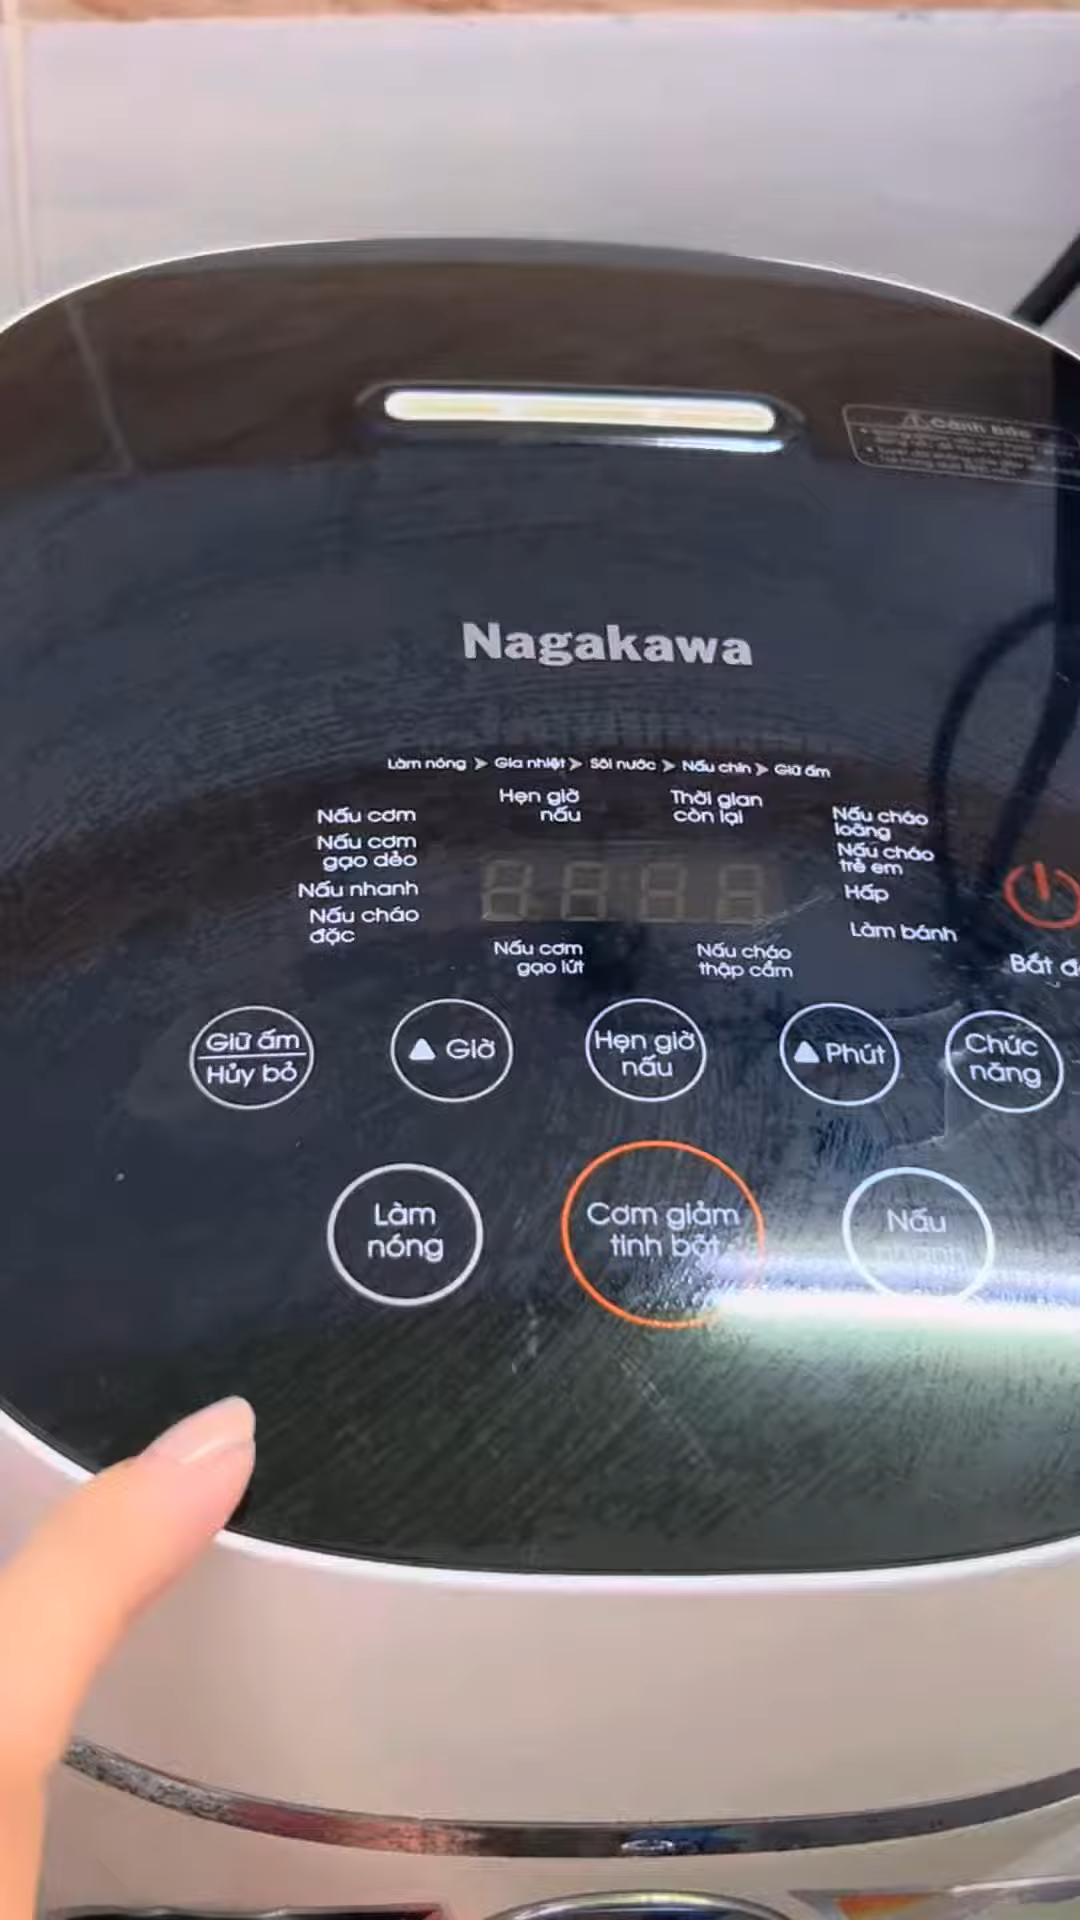 Cảnh báo
Nagakawa
Làm nóng > Gia nhiệt > Sôi nước > Nấu chín > Giữ ấm
Hẹn giờ
nấu
Thời gian
còn lại
Nấu cơm
Nấu cơm
gạo dẻo
Nấu nhanh
Nấu cháo
đặc
Nấu cháo
loãng
Nấu cháo
trẻ em
Hấp
Làm bánh
Nấu cơm
gạo lứt
Nấu cháo
thập cẩm
Bắt
Giữ ấm
Hủy bỏ
▲ Giờ
Hẹn giờ
nấu
▲ Phút
Chức
năng
Làm
nóng
Cơm giảm
tinh bột
Nấu
nhanh